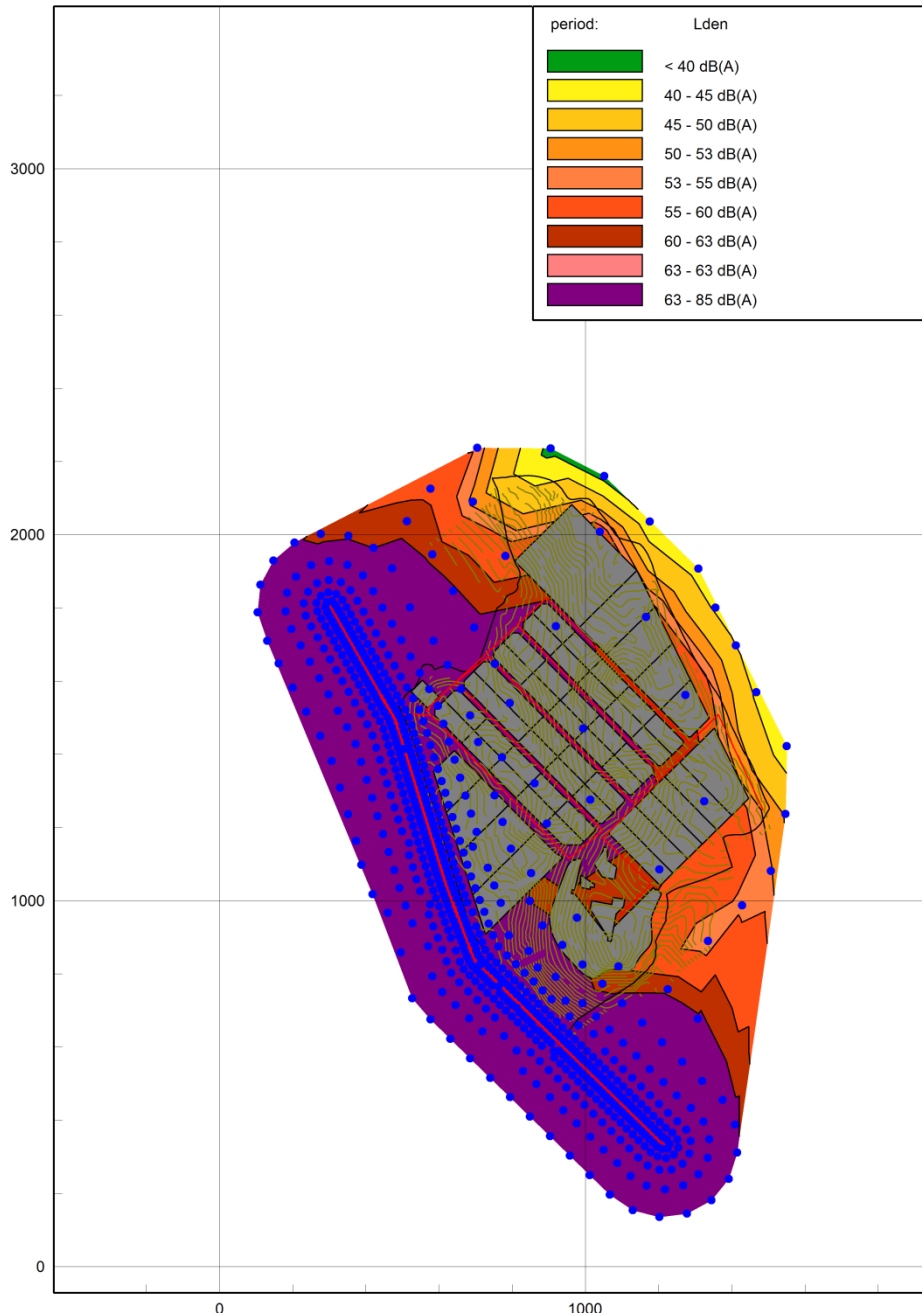 period: Lden
< 40 dB(A)
40 - 45 dB(A)
45 - 50 dB(A)
50 - 53 dB(A)
53 - 55 dB(A)
55 - 60 dB(A)
60 - 63 dB(A)
63 - 63 dB(A)
63 - 85 dB(A)
3000
2000
1000
0
0 1000